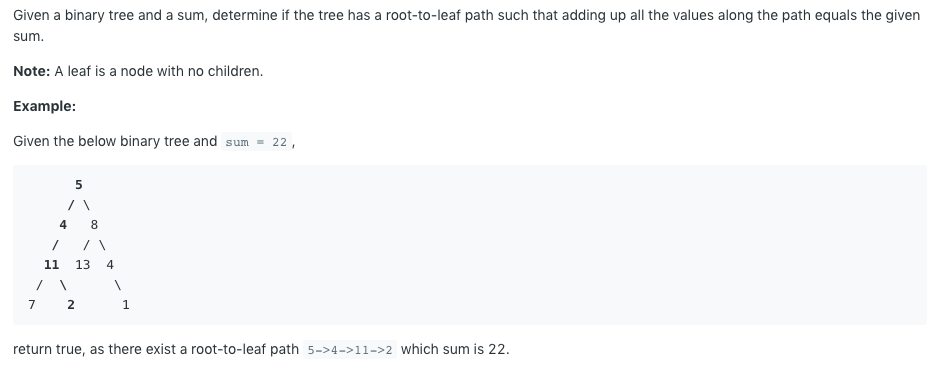 Given a binary tree and a sum, determine if the tree has a root-to-leaf path such that adding up all the values along the path equals the given
sum.
Note: A leaf is a node with no children.
Example:
Given the below binary tree and sum = 22,
      5
     / \
    4   8
   /   / \
  11  13  4
 /  \      \
7    2      1
return true, as there exist a root-to-leaf path 5->4->11->2 which sum is 22.